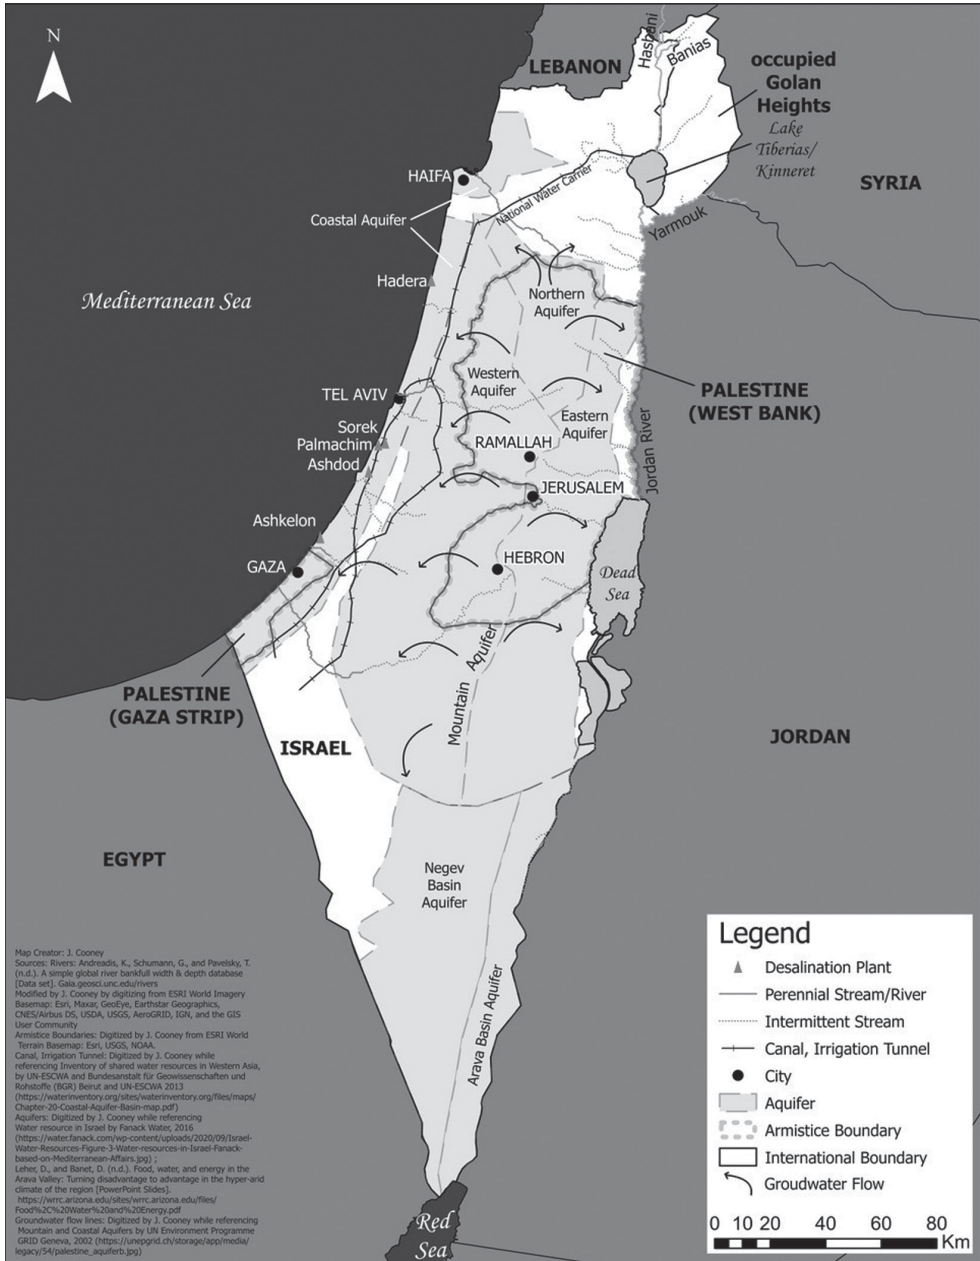 N
LEBANON
Hasbani
Banias
occupied
Golan
Heights
Lake
Tiberias/
Kinneret
SYRIA
HAIFA
National Water Carrier
Yarmouk
Coastal Aquifer
Hadera
Mediterranean Sea
Northern
Aquifer
Western
Aquifer
PALESTINE
(WEST BANK)
TEL AVIV
Eastern
Aquifer
Sorek
Palmachim
Ashdod
RAMALLAH
Jordan River
JERUSALEM
Ashkelon
GAZA
HEBRON
Dead
Sea
Mountain Aquifer
PALESTINE
(GAZA STRIP)
ISRAEL
JORDAN
EGYPT
Negev
Basin
Aquifer
Arava Basin Aquifer
Red
Sea
Map Creator: J. Cooney
Sources: Rivers: Andreadis, K., Schumann, G., and Pavelsky, T.
(n.d.). A simple global river bankfull width & depth database
[Data set]. Gaia.geosci.unc.edu/rivers
Modified by J. Cooney by digitizing from ESRI World Imagery
Basemap: Esri, Maxar, GeoEye, Earthstar Geographics,
CNES/Airbus DS, USDA, USGS, AeroGRID, IGN, and the GIS
User Community
Armistice Boundaries: Digitized by J. Cooney from ESRI World
Terrain Basemap: Esri, USGS, NOAA.
Canal, Irrigation Tunnel: Digitized by J. Cooney while
referencing Inventory of shared water resources in Western Asia,
by UN-ESCWA and Bundesanstalt für Geowissenschaften und
Rohstoffe (BGR) Beirut and UN-ESCWA 2013
(https://waterinventory.org/sites/waterinventory.org/files/maps/
Chapter-20-Coastal-Aquifer-Basin-map.pdf)
Aquifers: Digitized by J. Cooney while referencing
Water resource in Israel by Fanack Water, 2016
(https://water.fanack.com/wp-content/uploads/2020/09/Israel-
Water-Resources-Figure-3-Water-resources-in-Israel-Fanack-
based-on-Mediterranean-Affairs.jpg) ;
Leher, D., and Banet, D. (n.d.). Food, water, and energy in the
Arava Valley: Turning disadvantage to advantage in the hyper-arid
climate of the region [PowerPoint Slides].
https://wrrc.arizona.edu/sites/wrrc.arizona.edu/files/
Food%2C%20Water%20and%20Energy.pdf
Groundwater flow lines: Digitized by J. Cooney while referencing
Mountain and Coastal Aquifers by UN Environment Programme
GRID Geneva, 2002 (https://unepgrid.ch/storage/app/media/
legacy/54/palestine_aquiferb.jpg)
Legend
Desalination Plant
Perennial Stream/River
Intermittent Stream
Canal, Irrigation Tunnel
City
Aquifer
Armistice Boundary
International Boundary
Groudwater Flow
0 10 20 40 60 80
Km